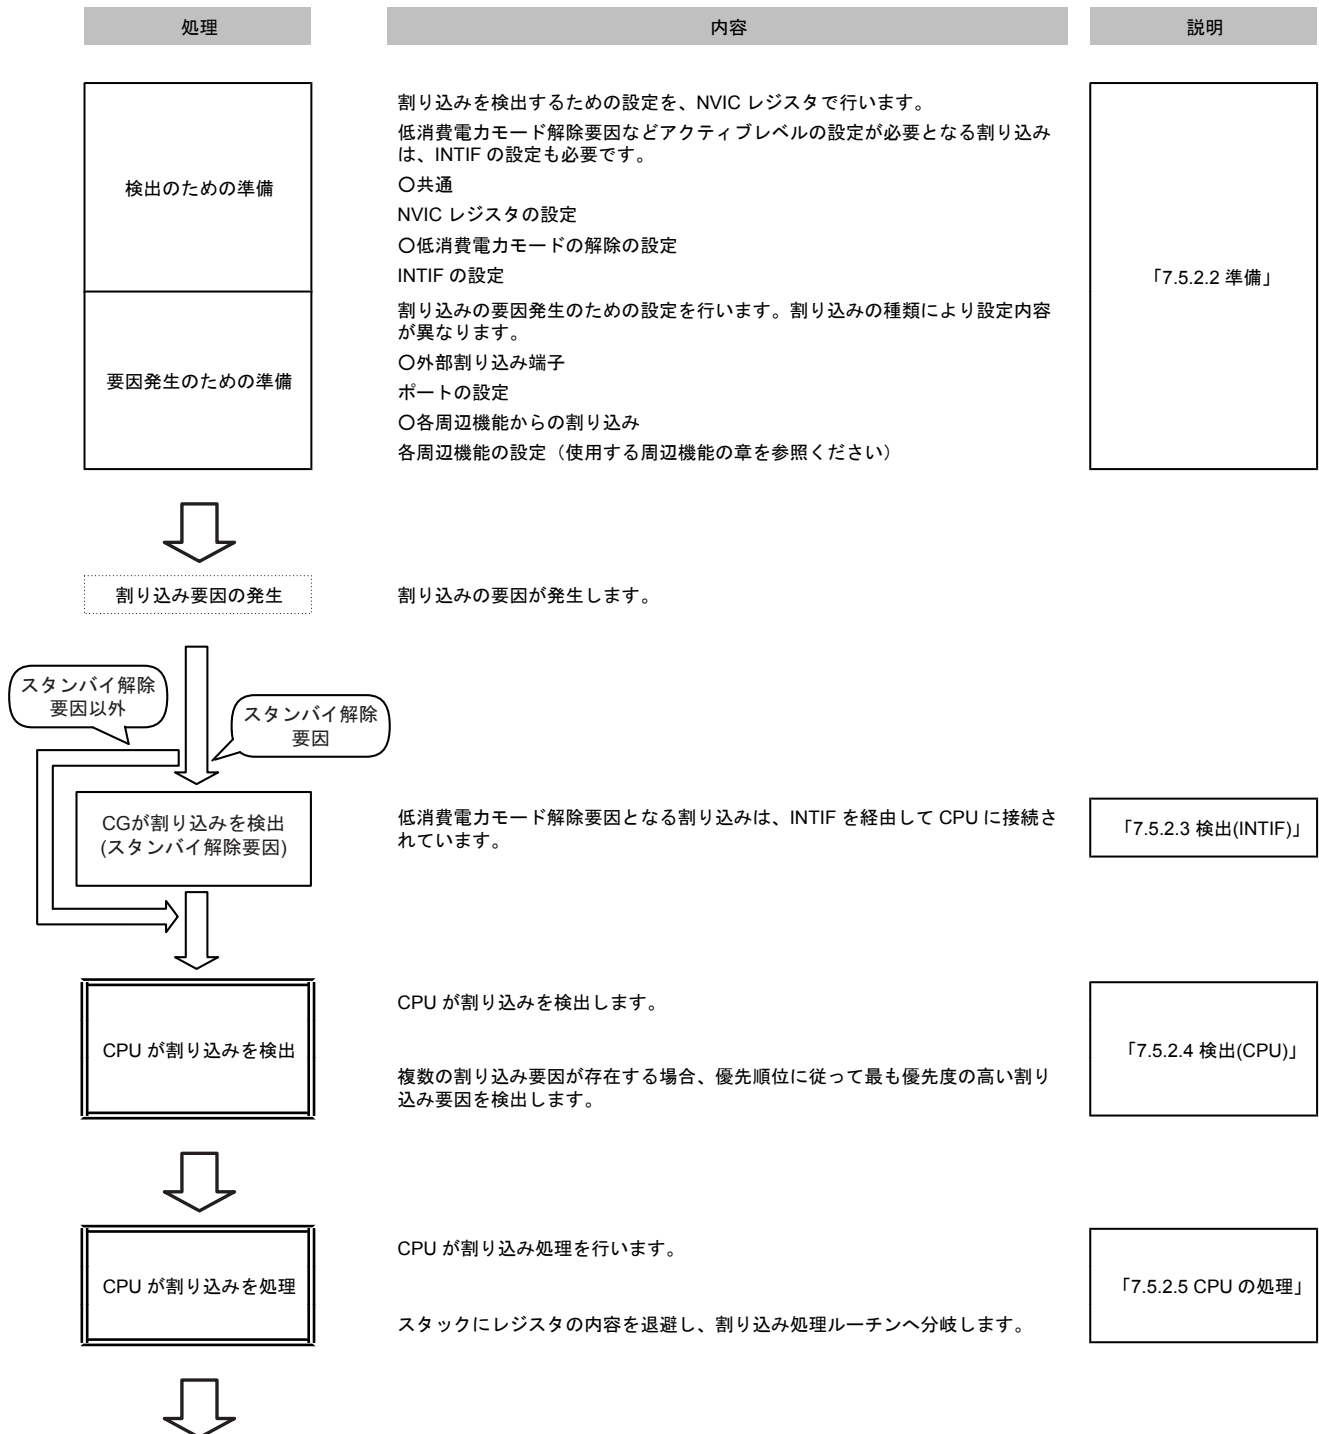 処理
内容
説明
検出のための準備
割り込みを検出するための設定を、NVIC レジスタで行います。
低消費電力モード解除要因などアクティブレベルの設定が必要となる割り込み
は、INTIF の設定も必要です。
〇共通
NVIC レジスタの設定
〇低消費電力モードの解除の設定
INTIF の設定
「7.5.2.2 準備」
要因発生のための準備
割り込みの要因発生のための設定を行います。割り込みの種類により設定内容
が異なります。
〇外部割り込み端子
ポートの設定
〇各周辺機能からの割り込み
各周辺機能の設定（使用する周辺機能の章を参照ください）
割り込み要因の発生
割り込みの要因が発生します。
スタンバイ解除
要因以外
スタンバイ解除
要因
CGが割り込みを検出
(スタンバイ解除要因)
低消費電力モード解除要因となる割り込みは、INTIF を経由して CPU に接続さ
れています。
「7.5.2.3 検出(INTIF)」
CPU が割り込みを検出
CPU が割り込みを検出します。
複数の割り込み要因が存在する場合、優先順位に従って最も優先度の高い割り
込み要因を検出します。
「7.5.2.4 検出(CPU)」
CPU が割り込みを処理
CPU が割り込み処理を行います。
スタックにレジスタの内容を退避し、割り込み処理ルーチンへ分岐します。
「7.5.2.5 CPU の処理」